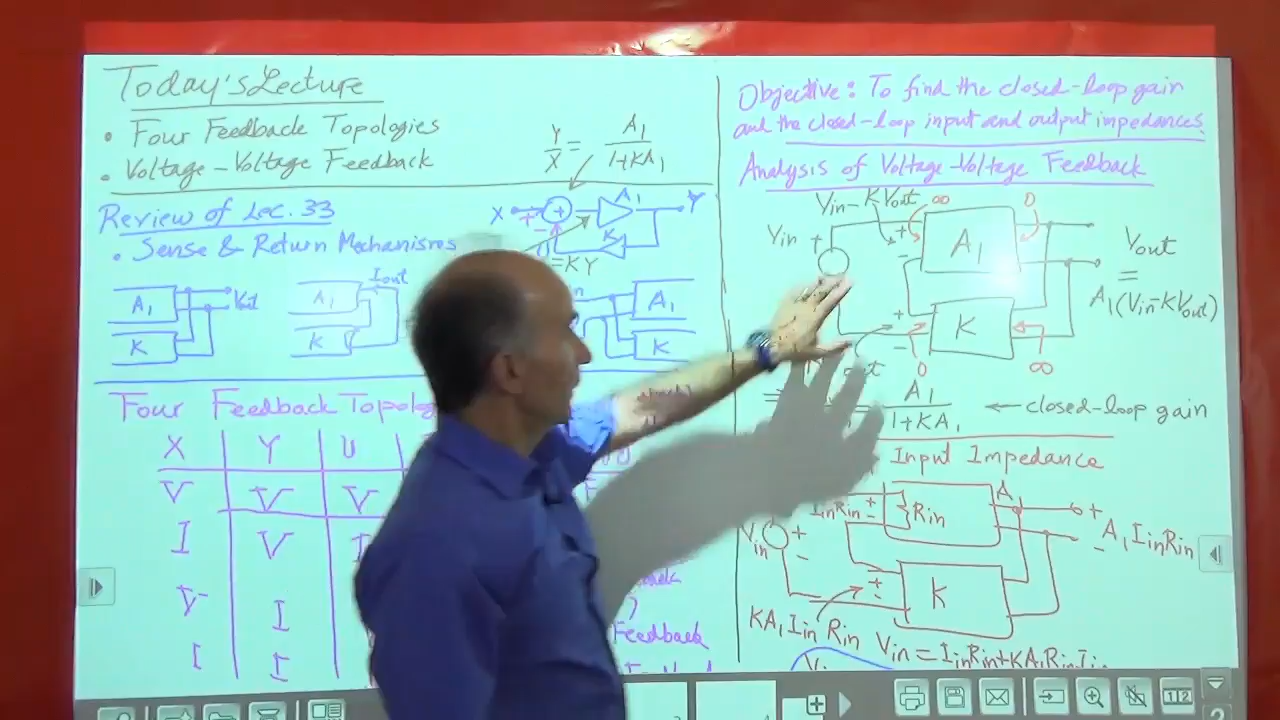 Today's Lecture
• Four Feedback Topologies
• Voltage-Voltage Feedback
Y/X = A₁/(1+KA₁)
Review of Lec. 33
• Sense & Return Mechanisms
X + + - A₁ Y
K
=KY
A₁
K
Iout
A₁
K
A₁
K
Four Feedback
X Y U
V V V
I V
V I
I I
Feedback
Objective: To find the closed-loop gain
and the closed-loop input and output impedances.
Analysis of Voltage-Voltage Feedback
Vin-KVout ∞ 0
Vin + + - A₁ Vout
=
A₁(Vin-KVout)
+ - K
0 ∞
= A₁/(1+KA₁) ← closed-loop gain
Input Impedance
IinRin + - Rin A₁ +
Vin + - - A₁IinRin
+ - K
KA₁IinRin
Vin = IinRin+KA₁RinIin